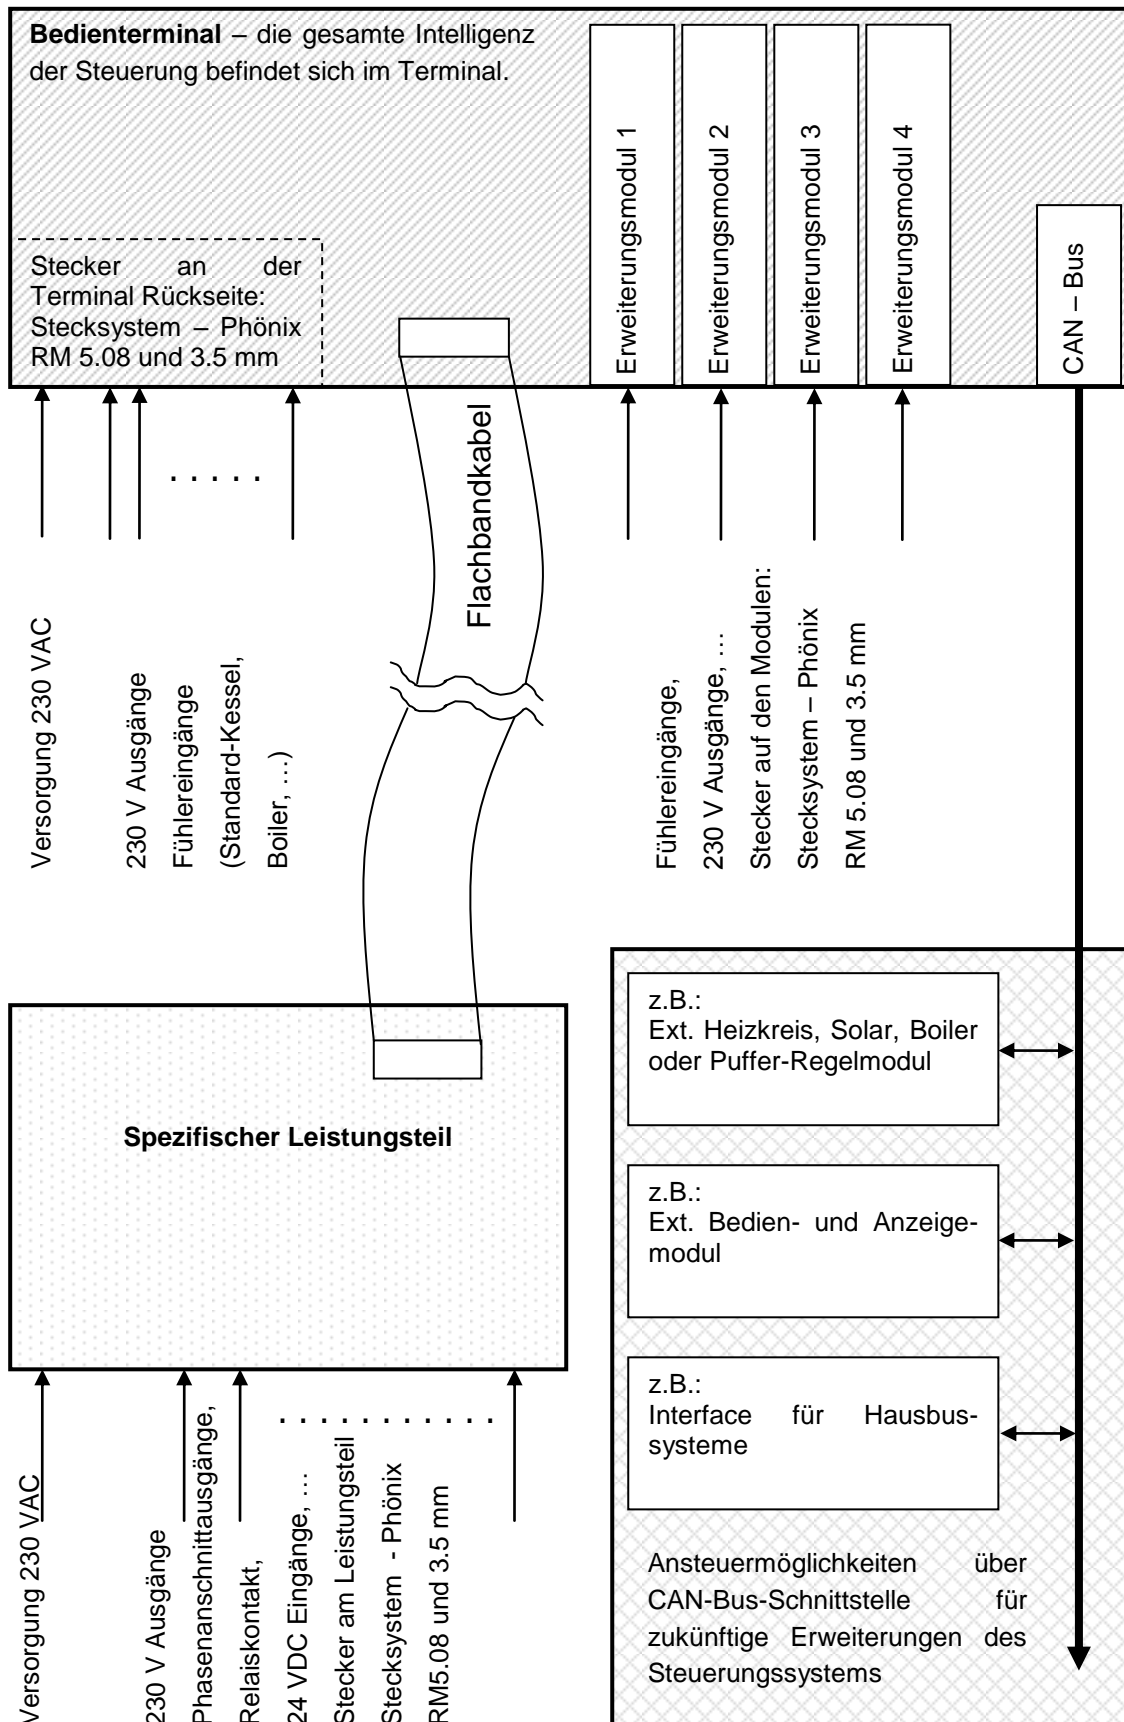 Bedienterminal – die gesamte Intelligenz
der Steuerung befindet sich im Terminal.
Erweiterungsmodul 1
Erweiterungsmodul 2
Erweiterungsmodul 3
Erweiterungsmodul 4
CAN – Bus
Stecker an der
Terminal Rückseite:
Stecksystem – Phönix
RM 5.08 und 3.5 mm
. . . . .
Flachbandkabel
Versorgung 230 VAC
230 V Ausgänge
Fühlereingänge
(Standard-Kessel,
Boiler, …)
Fühlereingänge,
230 V Ausgänge, …
Stecker auf den Modulen:
Stecksystem – Phönix
RM 5.08 und 3.5 mm
Spezifischer Leistungsteil
z.B.:
Ext. Heizkreis, Solar, Boiler
oder Puffer-Regelmodul
z.B.:
Ext. Bedien- und Anzeige-
modul
z.B.:
Interface für Hausbus-
systeme
Ansteuermöglichkeiten über
CAN-Bus-Schnittstelle für
zukünftige Erweiterungen des
Steuerungssystems
. . . . . . . . . . .
Versorgung 230 VAC
230 V Ausgänge
Phasenanschnittausgänge,
Relaiskontakt,
24 VDC Eingänge, …
Stecker am Leistungsteil
Stecksystem - Phönix
RM5.08 und 3.5 mm